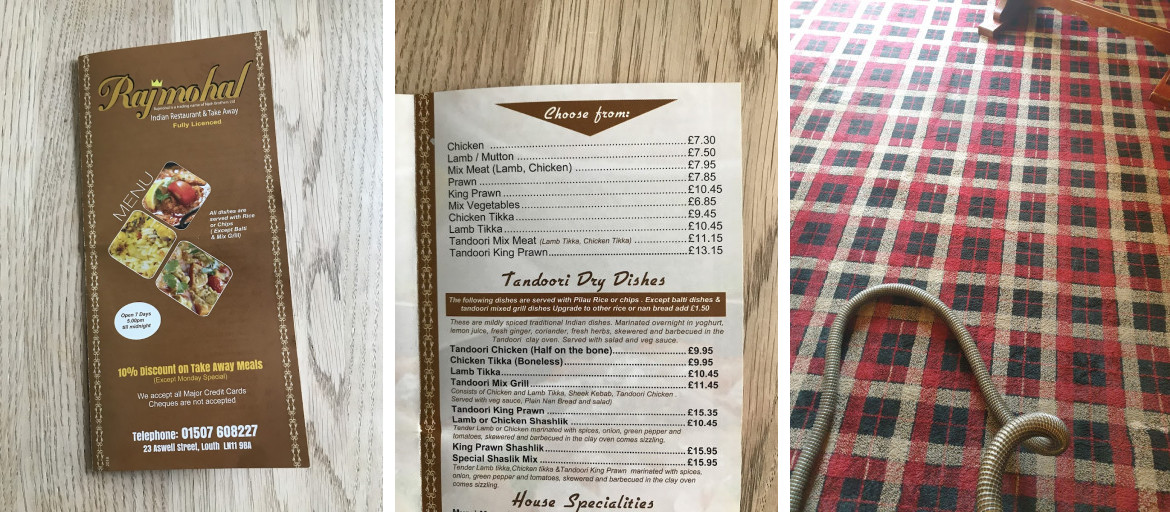 Rajmohal
Indian Restaurant & Take Away
Fully Licenced
MENU
All dishes are
served with Rice
or Chips
( Except Balti
& Mix Grill)
Open 7 Days
5.00pm
till midnight
10% Discount on Take Away Meals
(Except Monday Special)
We accept all Major Credit Cards
Cheques are not accepted
Telephone: 01507 608227
23 Aswell street, Louth LN11 9BA
Choose from:
Chicken ........ £7.30
Lamb / Mutton ........ £7.50
Mix Meat (Lamb, Chicken) ........ £7.95
Prawn ........ £7.85
King Prawn ........ £10.45
Mix Vegetables ........ £6.85
Chicken Tikka ........ £9.45
Lamb Tikka ........ £10.45
Tandoori Mix Meat (Lamb Tikka, Chicken Tikka) ........ £11.15
Tandoori King Prawn ........ £13.15
Tandoori Dry Dishes
The following dishes are served with Pilau Rice or chips . Except balti dishes &
tandoori mixed grill dishes Upgrade to other rice or nan bread add £1.50
These are mildly spiced traditional Indian dishes. Marinated overnight in yoghurt,
lemon juice, fresh ginger, coriander, fresh herbs, skewered and barbecued in the
Tandoori clay oven. Served with salad and veg sauce.
Tandoori Chicken (Half on the bone) ........ £9.95
Chicken Tikka (Boneless) ........ £9.95
Lamb Tikka ........ £10.45
Tandoori Mix Grill ........ £11.45
Consists of Chicken and Lamb Tikka, Sheek Kebab, Tandoori Chicken .
Served with veg sauce, Plain Nan Bread and salad)
Tandoori King Prawn ........ £15.35
Lamb or Chicken Shashlik ........ £10.45
Tender Lamb or Chicken marinated with spices, onion, green pepper and
tomatoes, skewered and barbecued in the clay oven comes sizzling.
King Prawn Shashlik ........ £15.95
Special Shaslik Mix ........ £15.95
Tender Lamb tikka,Chicken tikka &Tandoori King Prawn marinated with spices,
onion, green pepper and tomatoes, skewered and barbecued in the clay oven
comes sizzling.
House Specialities